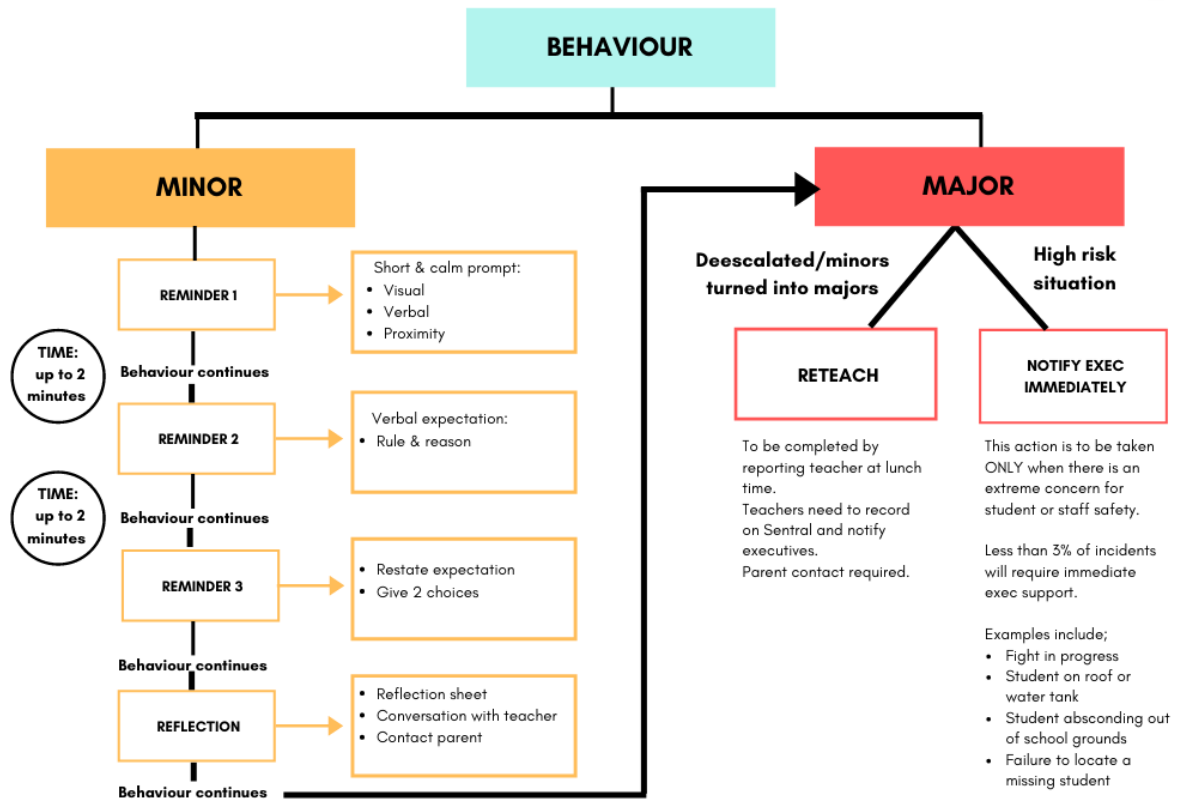 BEHAVIOUR
MINOR
REMINDER 1
Short & calm prompt:
• Visual
• Verbal
• Proximity
TIME:
up to 2
minutes
Behaviour continues
REMINDER 2
Verbal expectation:
• Rule & reason
TIME:
up to 2
minutes
Behaviour continues
REMINDER 3
• Restate expectation
• Give 2 choices
Behaviour continues
REFLECTION
• Reflection sheet
• Conversation with teacher
• Contact parent
Behaviour continues
MAJOR
Deescalated/minors
turned into majors
RETEACH
To be completed by
reporting teacher at lunch
time.
Teachers need to record
on Sentral and notify
executives.
Parent contact required.
High risk
situation
NOTIFY EXEC
IMMEDIATELY
This action is to be taken
ONLY when there is an
extreme concern for
student or staff safety.
Less than 3% of incidents
will require immediate
exec support.
Examples include;
• Fight in progress
• Student on roof or
water tank
• Student absconding out
of school grounds
• Failure to locate a
missing student